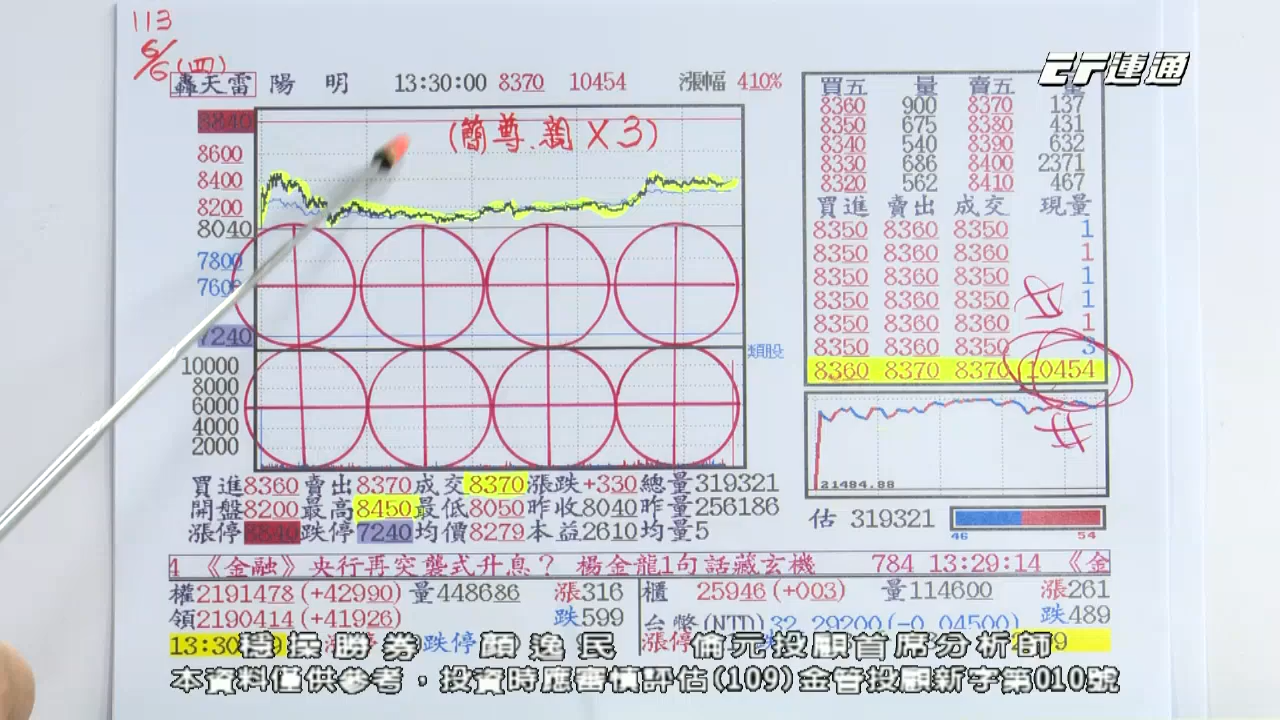 113
6/6(四)
轟天雷 陽 明 13:30:00 8370 10454 漲幅 410%
EF運通
(簡尊.親X3)
8840
8600
8400
8200
8040
7800
7600
7240
10000
8000
6000
4000
2000
類股
買五 量 賣五 量
8360 900 8370 137
8350 675 8380 431
8340 540 8390 632
8330 686 8400 2371
8320 562 8410 467
買進 賣出 成交 現量
8350 8360 8350 1
8350 8360 8360 1
8350 8360 8350 1
8350 8360 8350 1
8350 8360 8360 1
8350 8360 8350 3
8360 8370 8370 10454
21484.88
買進8360賣出8370成交8370漲跌+330總量319321
開盤8200最高8450最低8050昨收8040昨量256186
漲停8840跌停7240均價8279本益2610均量5
估 319321
46 54
4 《金融》央行再突襲式升息？ 楊金龍1句話藏玄機 784 13:29:14 《金
權2191478(+42990)量448686 漲316
領2190414(+41926) 跌599
櫃 25946(+003) 量114600 漲261
台幣(NTD)32.29200(-0.04500) 跌489
13:30 跌停 漲停
穩操勝券 顏逸民 倫元投顧首席分析師
本資料僅供參考，投資時應審慎評估(109)金管投顧新字第010號